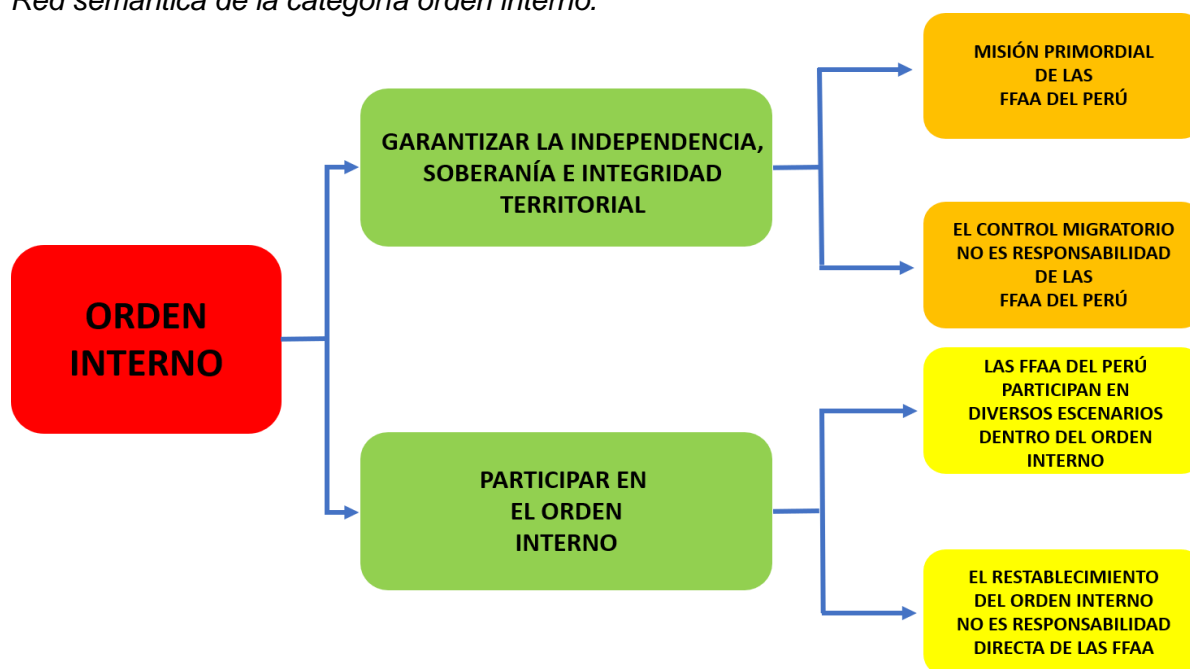 Red semántica de la categoría orden interno.
ORDEN
INTERNO
GARANTIZAR LA INDEPENDENCIA,
SOBERANÍA E INTEGRIDAD
TERRITORIAL
PARTICIPAR EN
EL ORDEN
INTERNO
MISIÓN PRIMORDIAL
DE LAS
FFAA DEL PERÚ
EL CONTROL MIGRATORIO
NO ES RESPONSABILIDAD
DE LAS
FFAA DEL PERÚ
LAS FFAA DEL PERÚ
PARTICIPAN EN
DIVERSOS ESCENARIOS
DENTRO DEL ORDEN
INTERNO
EL RESTABLECIMIENTO
DEL ORDEN INTERNO
NO ES RESPONSABILIDAD
DIRECTA DE LAS FFAA